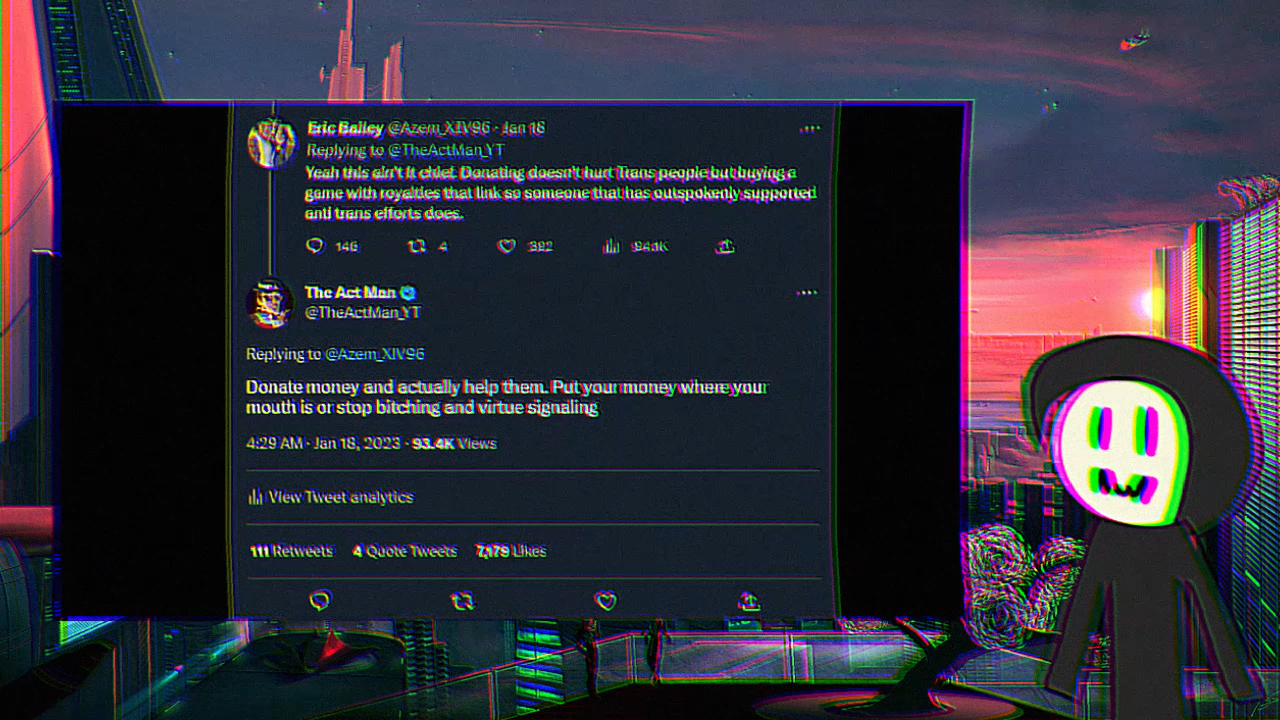 Eric Bailey @Azem_XIV96 · Jan 18
Replying to @TheActMan_YT
Yeah this ain't it chief. Donating doesn't hurt Trans people but buying a
game with royalties that link so someone that has outspokenly supported
anti trans efforts does.
146 4 382
The Act Man
@TheActMan_YT
Replying to @Azem_XIV96
Donate money and actually help them. Put your money where your
mouth is or stop bitching and virtue signaling
4:29 AM · Jan 18, 2023 · 93.4K Views
View Tweet analytics
111 Retweets 4 Quote Tweets 7,179 Likes